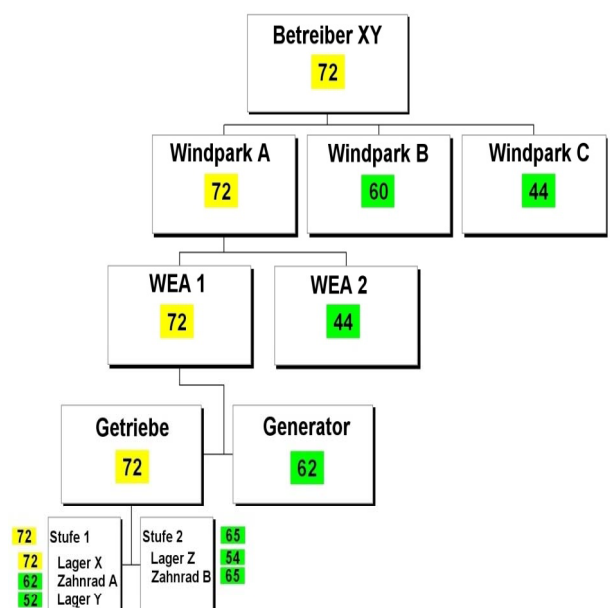 Betreiber XY
72
Windpark A
72
Windpark B
60
Windpark C
44
WEA 1
72
WEA 2
44
Getriebe
72
Generator
62
72 Stufe 1
72 Lager X
62 Zahnrad A
52 Lager Y
Stufe 2 65
Lager Z 54
Zahnrad B 65